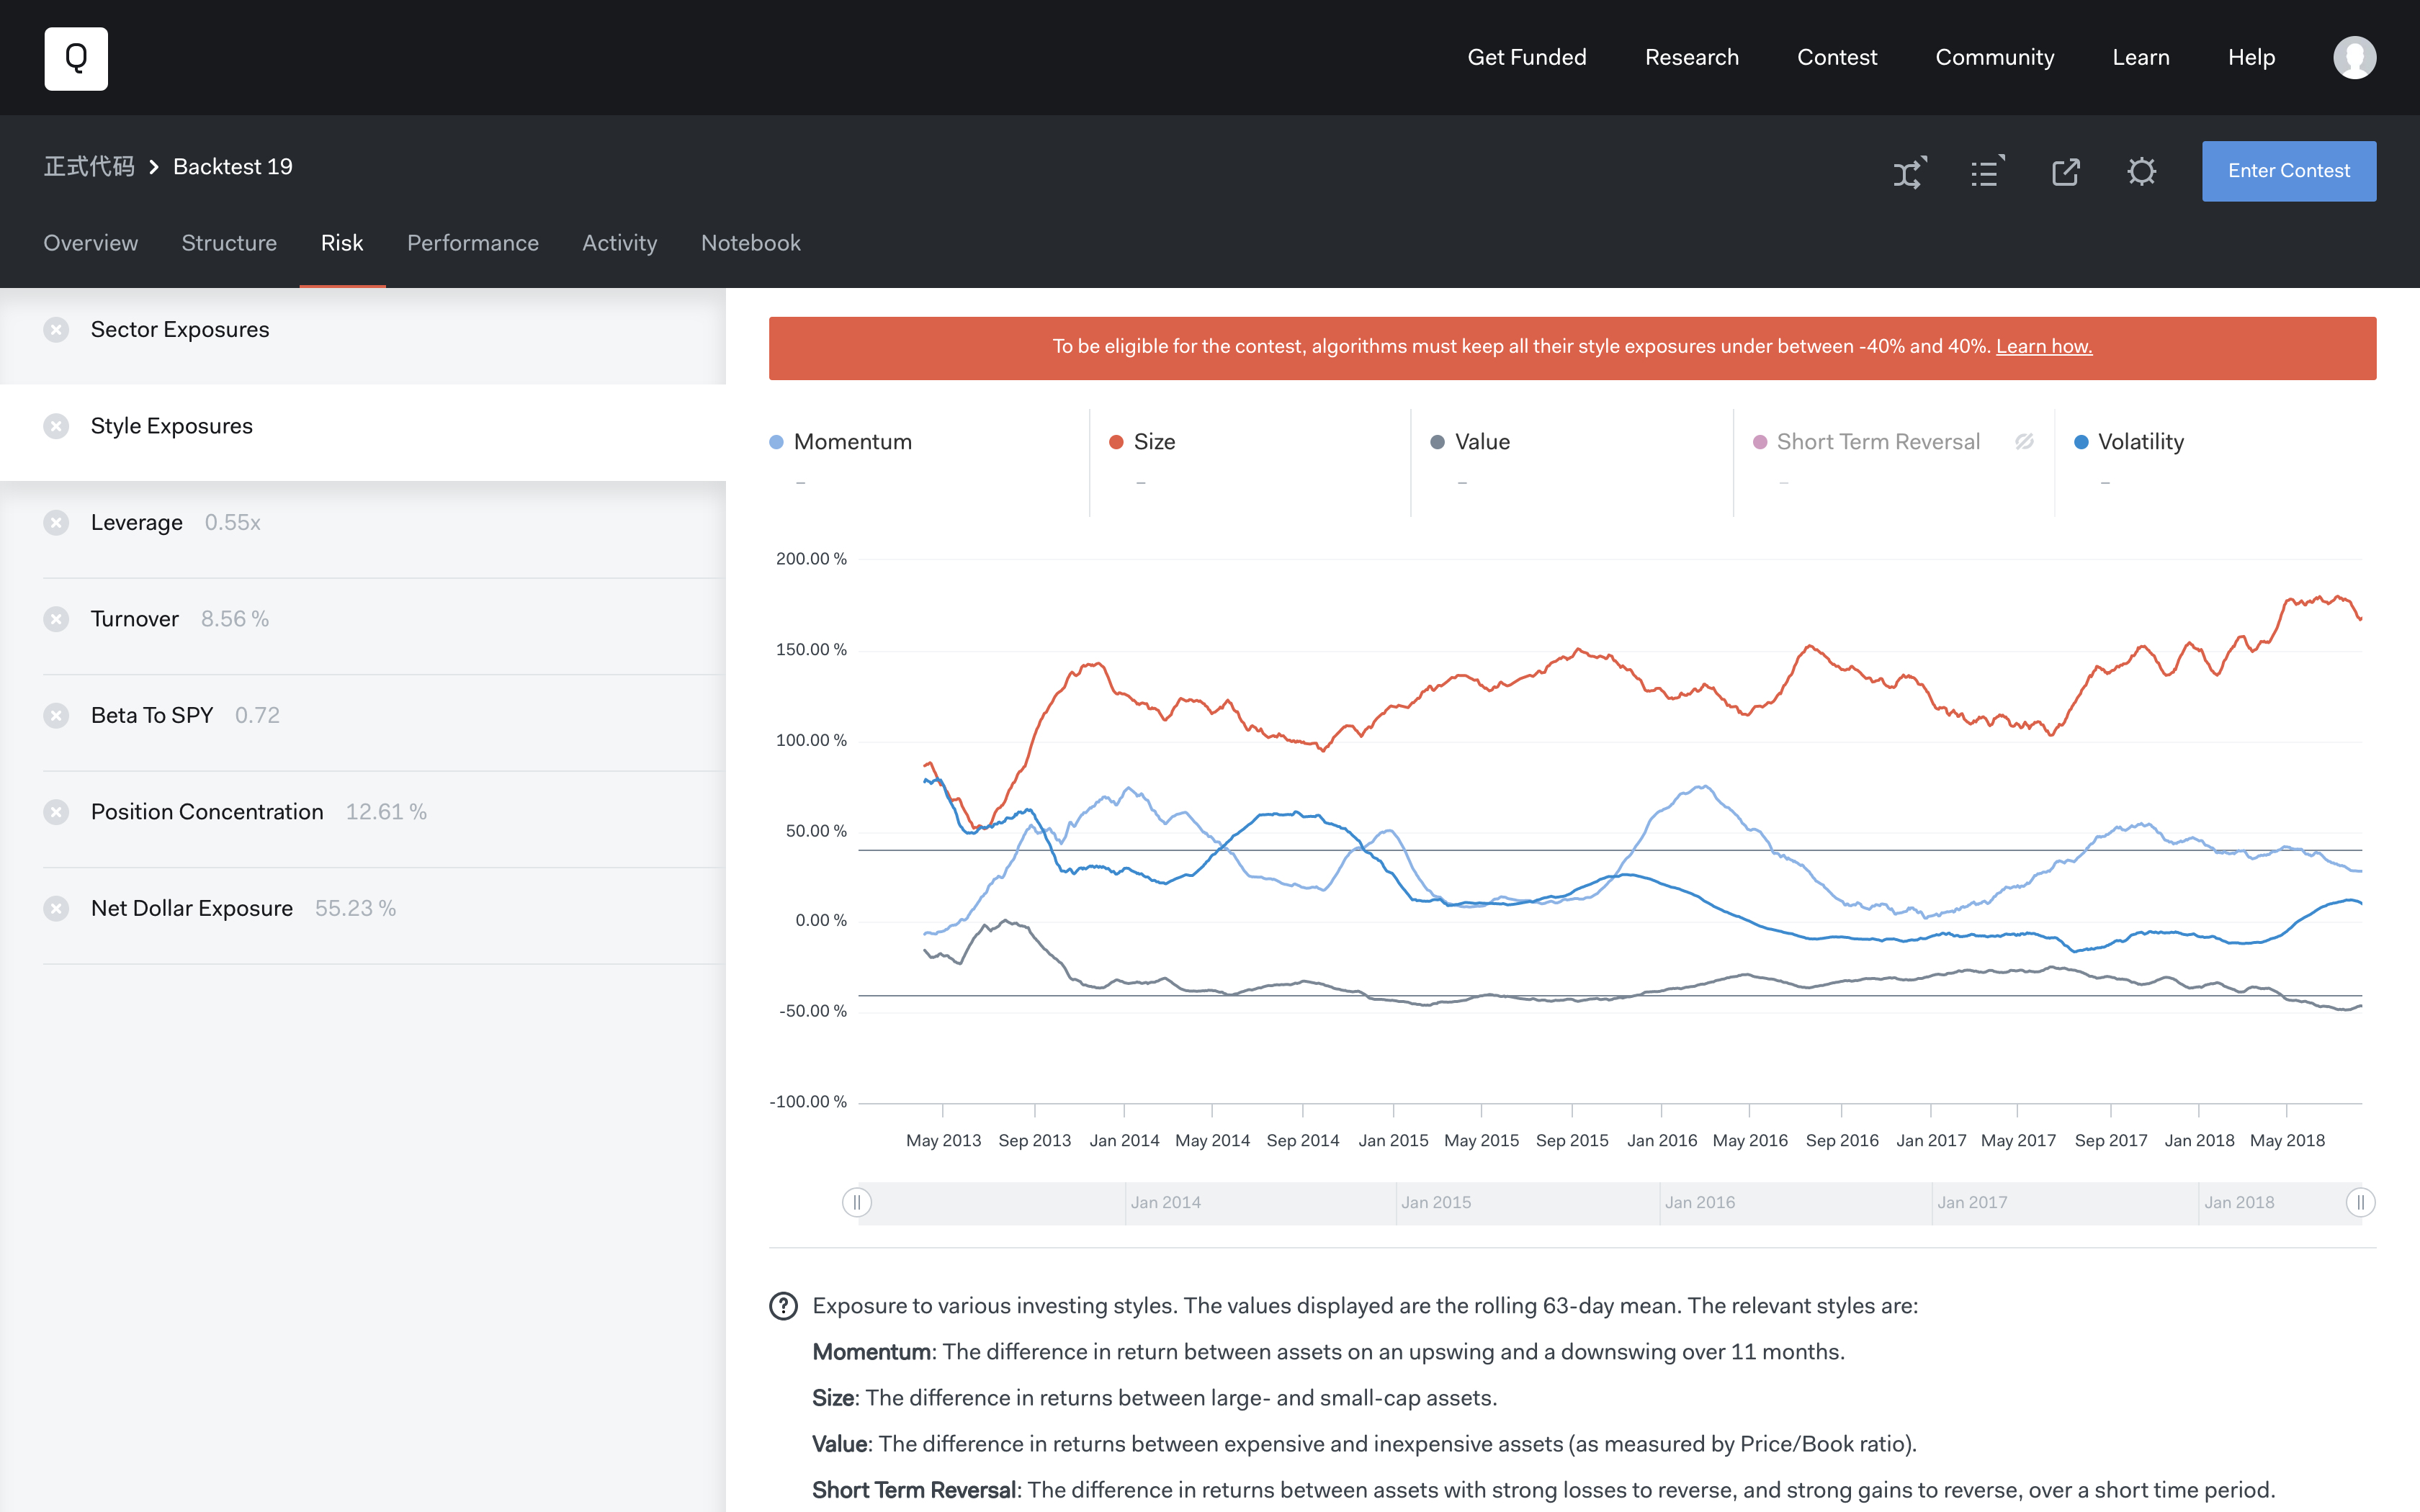 Q
Get Funded Research Contest Community Learn Help
正式代码 Backtest 19
Enter Contest
Overview Structure Risk Performance Activity Notebook
Sector Exposures
Style Exposures
Leverage 0.55x
Turnover 8.56 %
Beta To SPY 0.72
Position Concentration 12.61 %
Net Dollar Exposure 55.23 %
To be eligible for the contest, algorithms must keep all their style exposures under between -40% and 40%. Learn how.
Momentum Size Value Short Term Reversal Volatility
– – – – –
200.00 %
150.00 %
100.00 %
50.00 %
0.00 %
-50.00 %
-100.00 %
May 2013 Sep 2013 Jan 2014 May 2014 Sep 2014 Jan 2015 May 2015 Sep 2015 Jan 2016 May 2016 Sep 2016 Jan 2017 May 2017 Sep 2017 Jan 2018 May 2018
Jan 2014 Jan 2015 Jan 2016 Jan 2017 Jan 2018
? Exposure to various investing styles. The values displayed are the rolling 63-day mean. The relevant styles are:
Momentum: The difference in return between assets on an upswing and a downswing over 11 months.
Size: The difference in returns between large- and small-cap assets.
Value: The difference in returns between expensive and inexpensive assets (as measured by Price/Book ratio).
Short Term Reversal: The difference in returns between assets with strong losses to reverse, and strong gains to reverse, over a short time period.